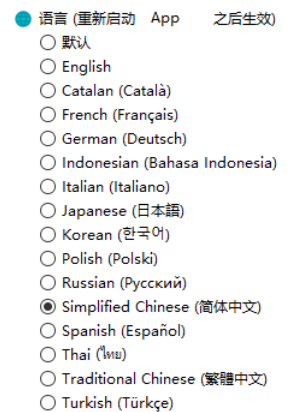 语言 (重新启动 App 之后生效)
默认
English
Catalan (Català)
French (Français)
German (Deutsch)
Indonesian (Bahasa Indonesia)
Italian (Italiano)
Japanese (日本語)
Korean (한국어)
Polish (Polski)
Russian (Русский)
Simplified Chinese (简体中文)
Spanish (Español)
Thai (ไทย)
Traditional Chinese (繁體中文)
Turkish (Türkçe)